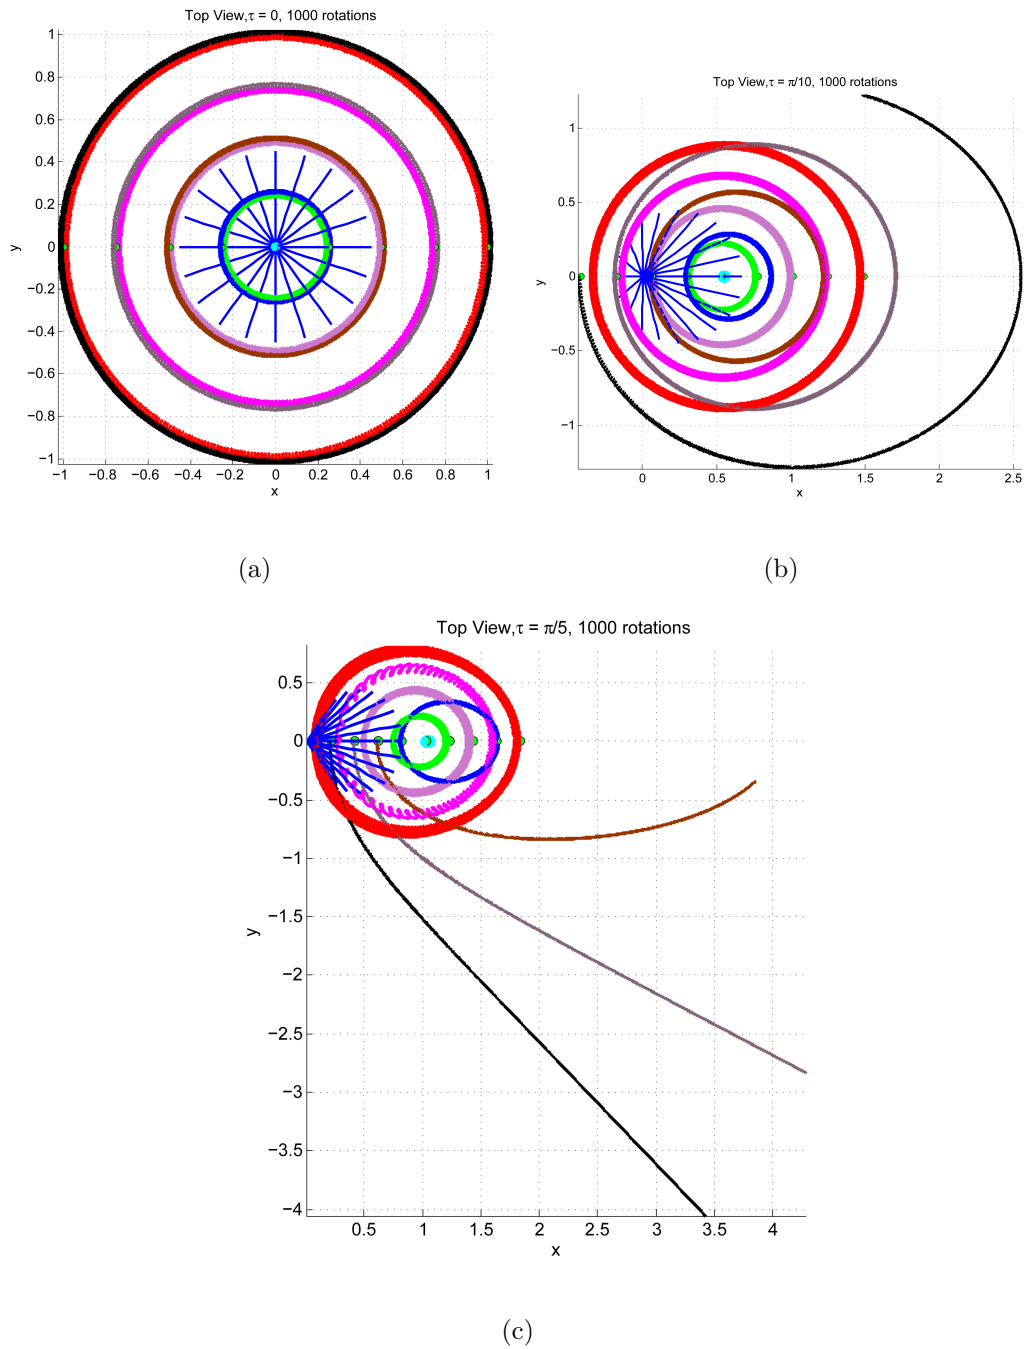 Top View,τ = 0, 1000 rotations
1
0.8
0.6
0.4
0.2
0
−0.2
−0.4
−0.6
−0.8
−1
y
−1 −0.8 −0.6 −0.4 −0.2 0 0.2 0.4 0.6 0.8 1
x
(a)
Top View,τ = π/10, 1000 rotations
1
0.5
0
−0.5
−1
y
0 0.5 1 1.5 2 2.5
x
(b)
Top View,τ = π/5, 1000 rotations
0.5
0
−0.5
−1
−1.5
−2
−2.5
−3
−3.5
−4
y
0.5 1 1.5 2 2.5 3 3.5 4
x
(c)